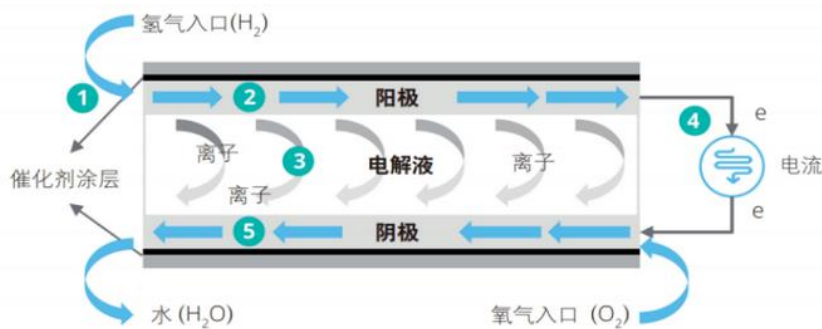 氢气入口(H₂)
1
2
阳极
4
e
离子
3
电解液
离子
电流
催化剂涂层
离子
5
阴极
e
水 (H₂O)
氧气入口 (O₂)